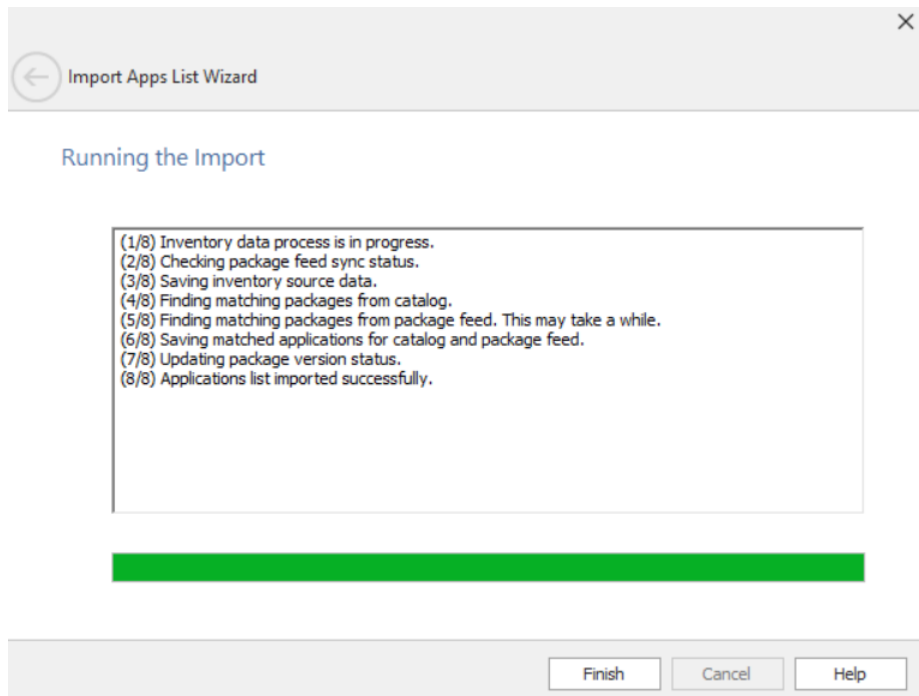 Import Apps List Wizard
Running the Import
(1/8) Inventory data process is in progress.
(2/8) Checking package feed sync status.
(3/8) Saving inventory source data.
(4/8) Finding matching packages from catalog.
(5/8) Finding matching packages from package feed. This may take a while.
(6/8) Saving matched applications for catalog and package feed.
(7/8) Updating package version status.
(8/8) Applications list imported successfully.
Finish
Cancel
Help